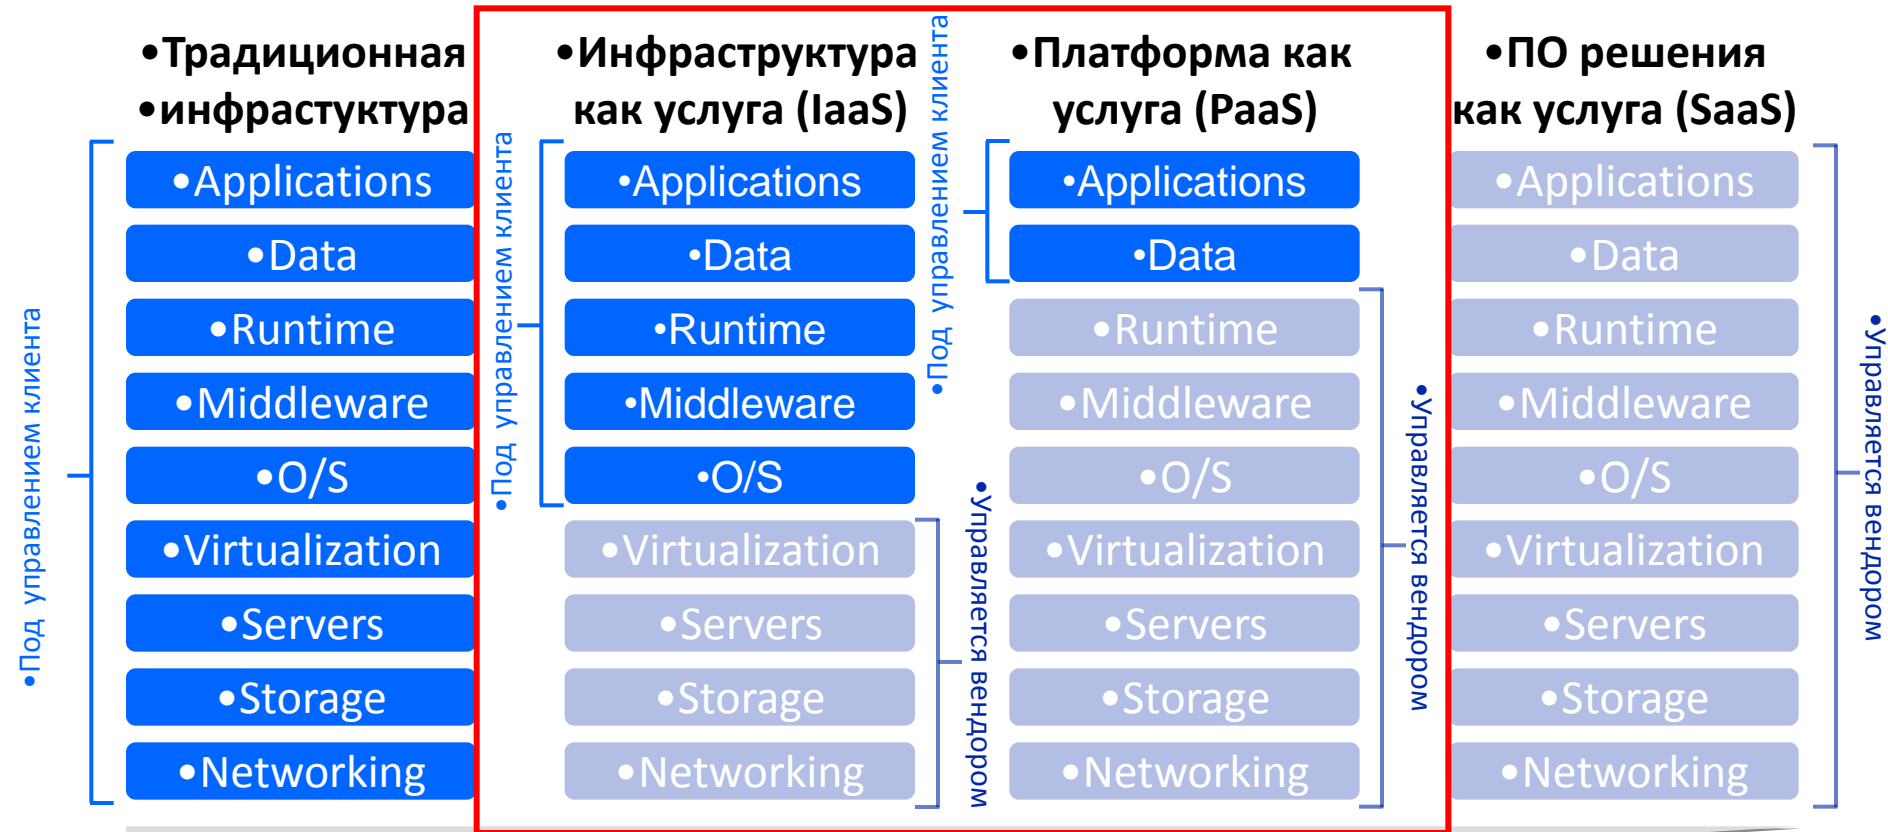 •Традиционная
•инфрастуктура
•Под управлением клиента
•Applications
•Data
•Runtime
•Middleware
•O/S
•Virtualization
•Servers
•Storage
•Networking
•Инфраструктура
как услуга (IaaS)
•Под управлением клиента
•Applications
•Data
•Runtime
•Middleware
•O/S
•Virtualization
•Servers
•Storage
•Networking
•Управляется вендором
•Платформа как
услуга (PaaS)
•Под управлением клиента
•Applications
•Data
•Runtime
•Middleware
•O/S
•Virtualization
•Servers
•Storage
•Networking
•Управляется вендором
•ПО решения
как услуга (SaaS)
•Applications
•Data
•Runtime
•Middleware
•O/S
•Virtualization
•Servers
•Storage
•Networking
•Управляется вендором